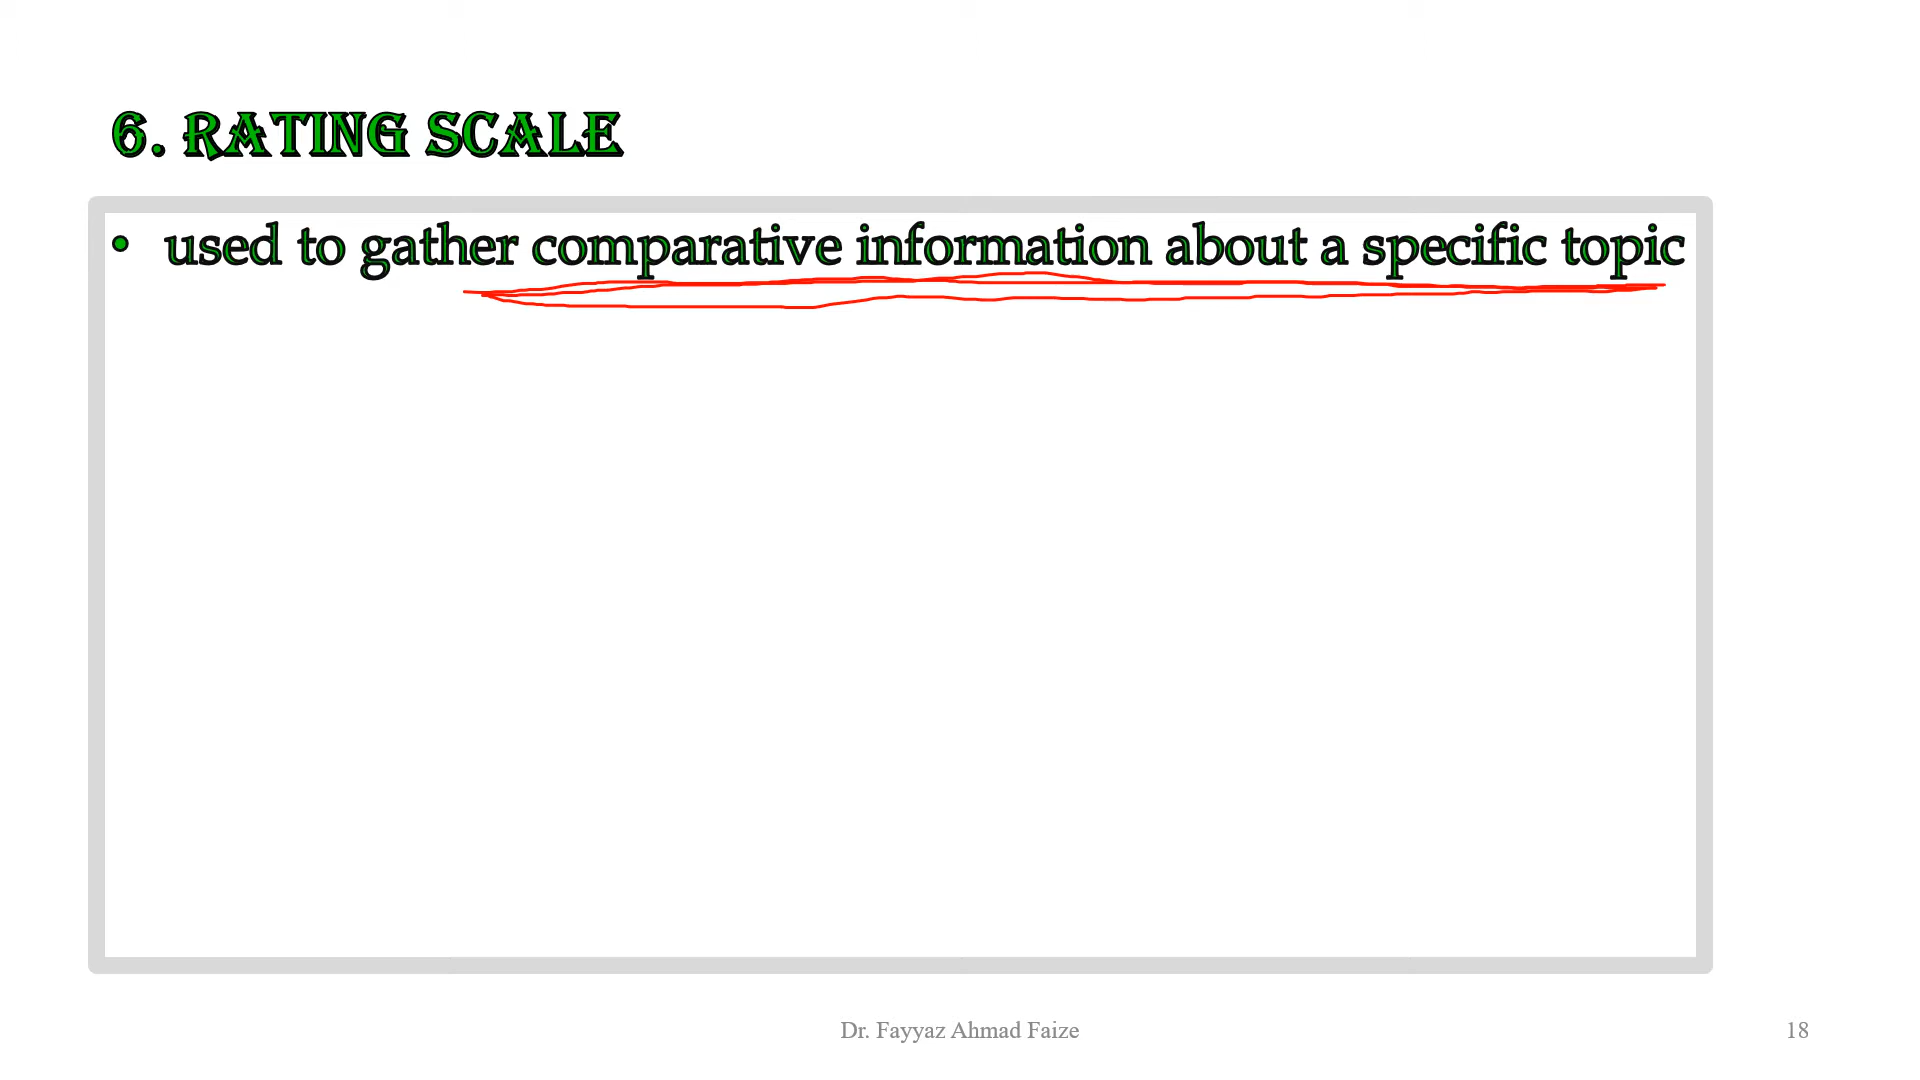 6. RATING SCALE
• used to gather comparative information about a specific topic
Dr. Fayyaz Ahmad Faize
18